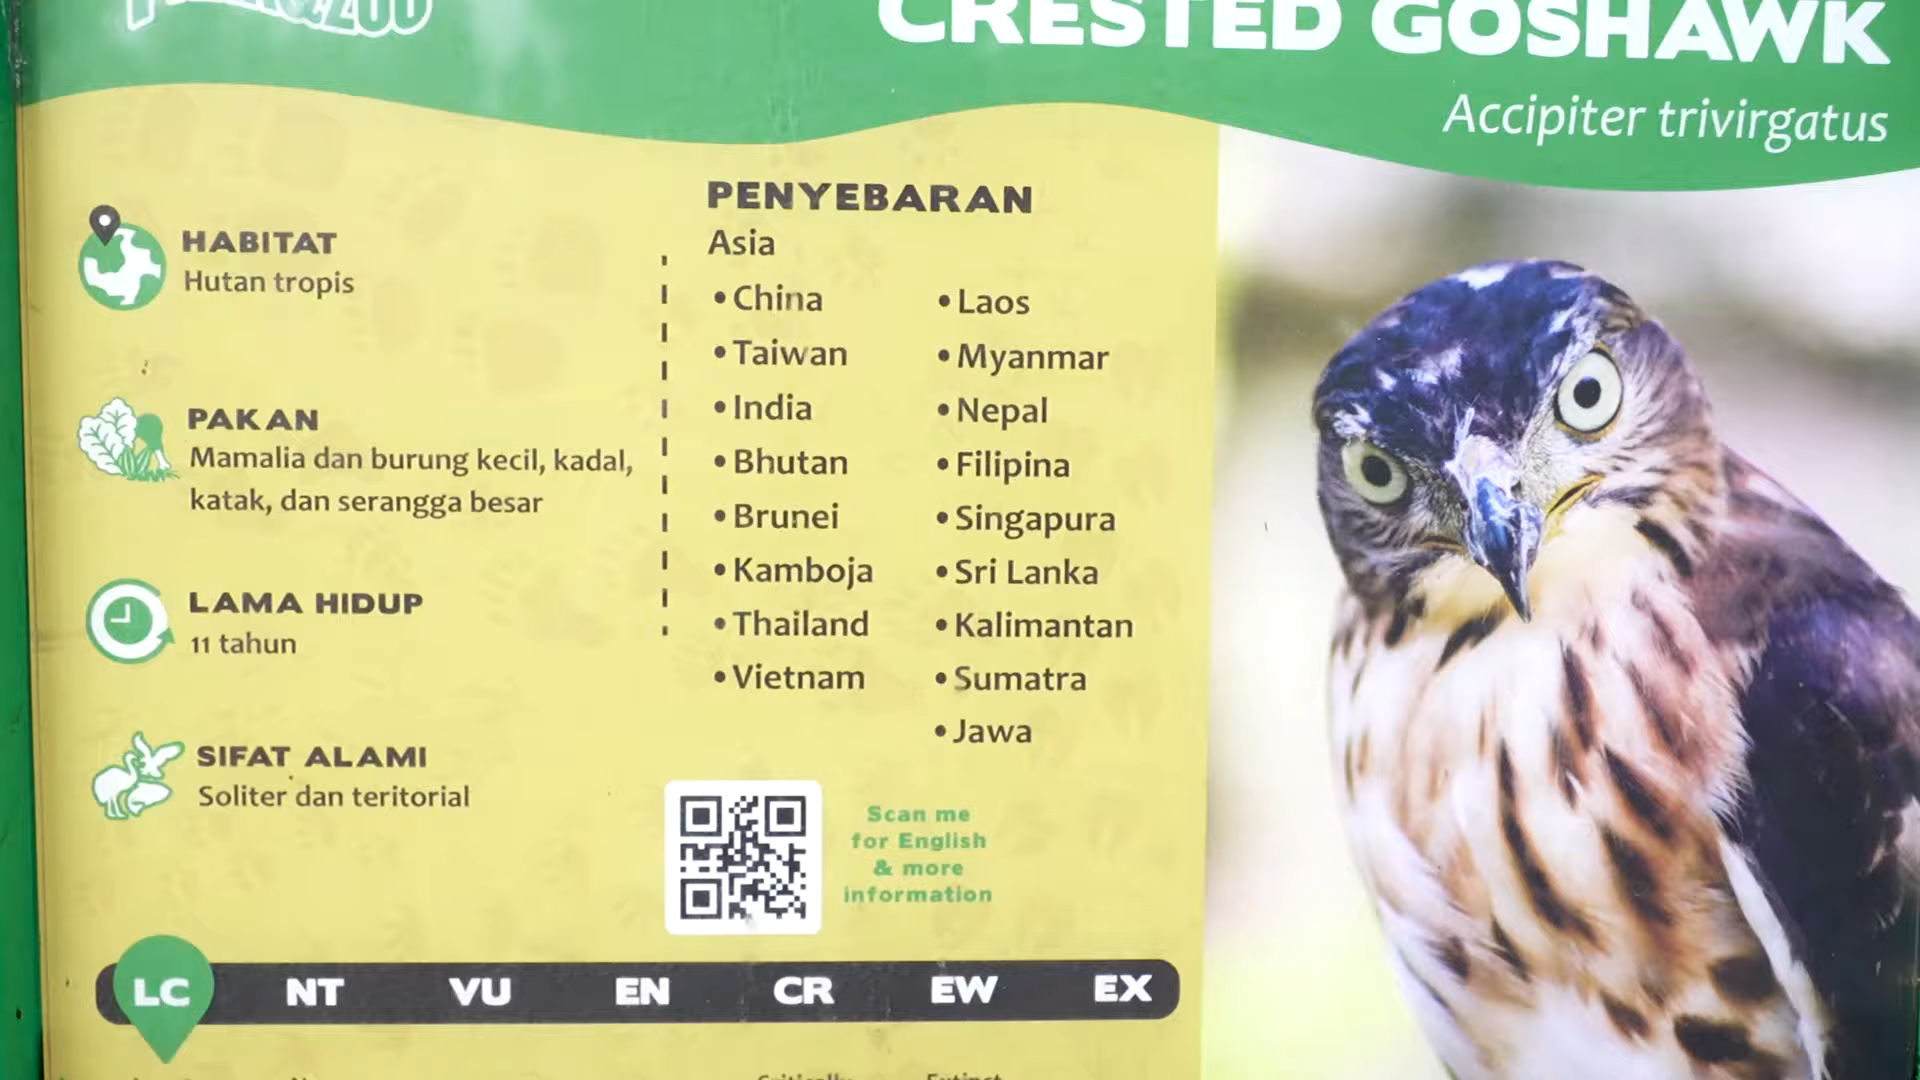 CRESTED GOSHAWK
Accipiter trivirgatus
HABITAT
Hutan tropis
PAKAN
Mamalia dan burung kecil, kadal,
katak, dan serangga besar
LAMA HIDUP
11 tahun
SIFAT ALAMI
Soliter dan teritorial
PENYEBARAN
Asia
• China
• Taiwan
• India
• Bhutan
• Brunei
• Kamboja
• Thailand
• Vietnam
• Laos
• Myanmar
• Nepal
• Filipina
• Singapura
• Sri Lanka
• Kalimantan
• Sumatra
• Jawa
Scan me
for English
& more
information
LC NT VU EN CR EW EX
Critically Extinct